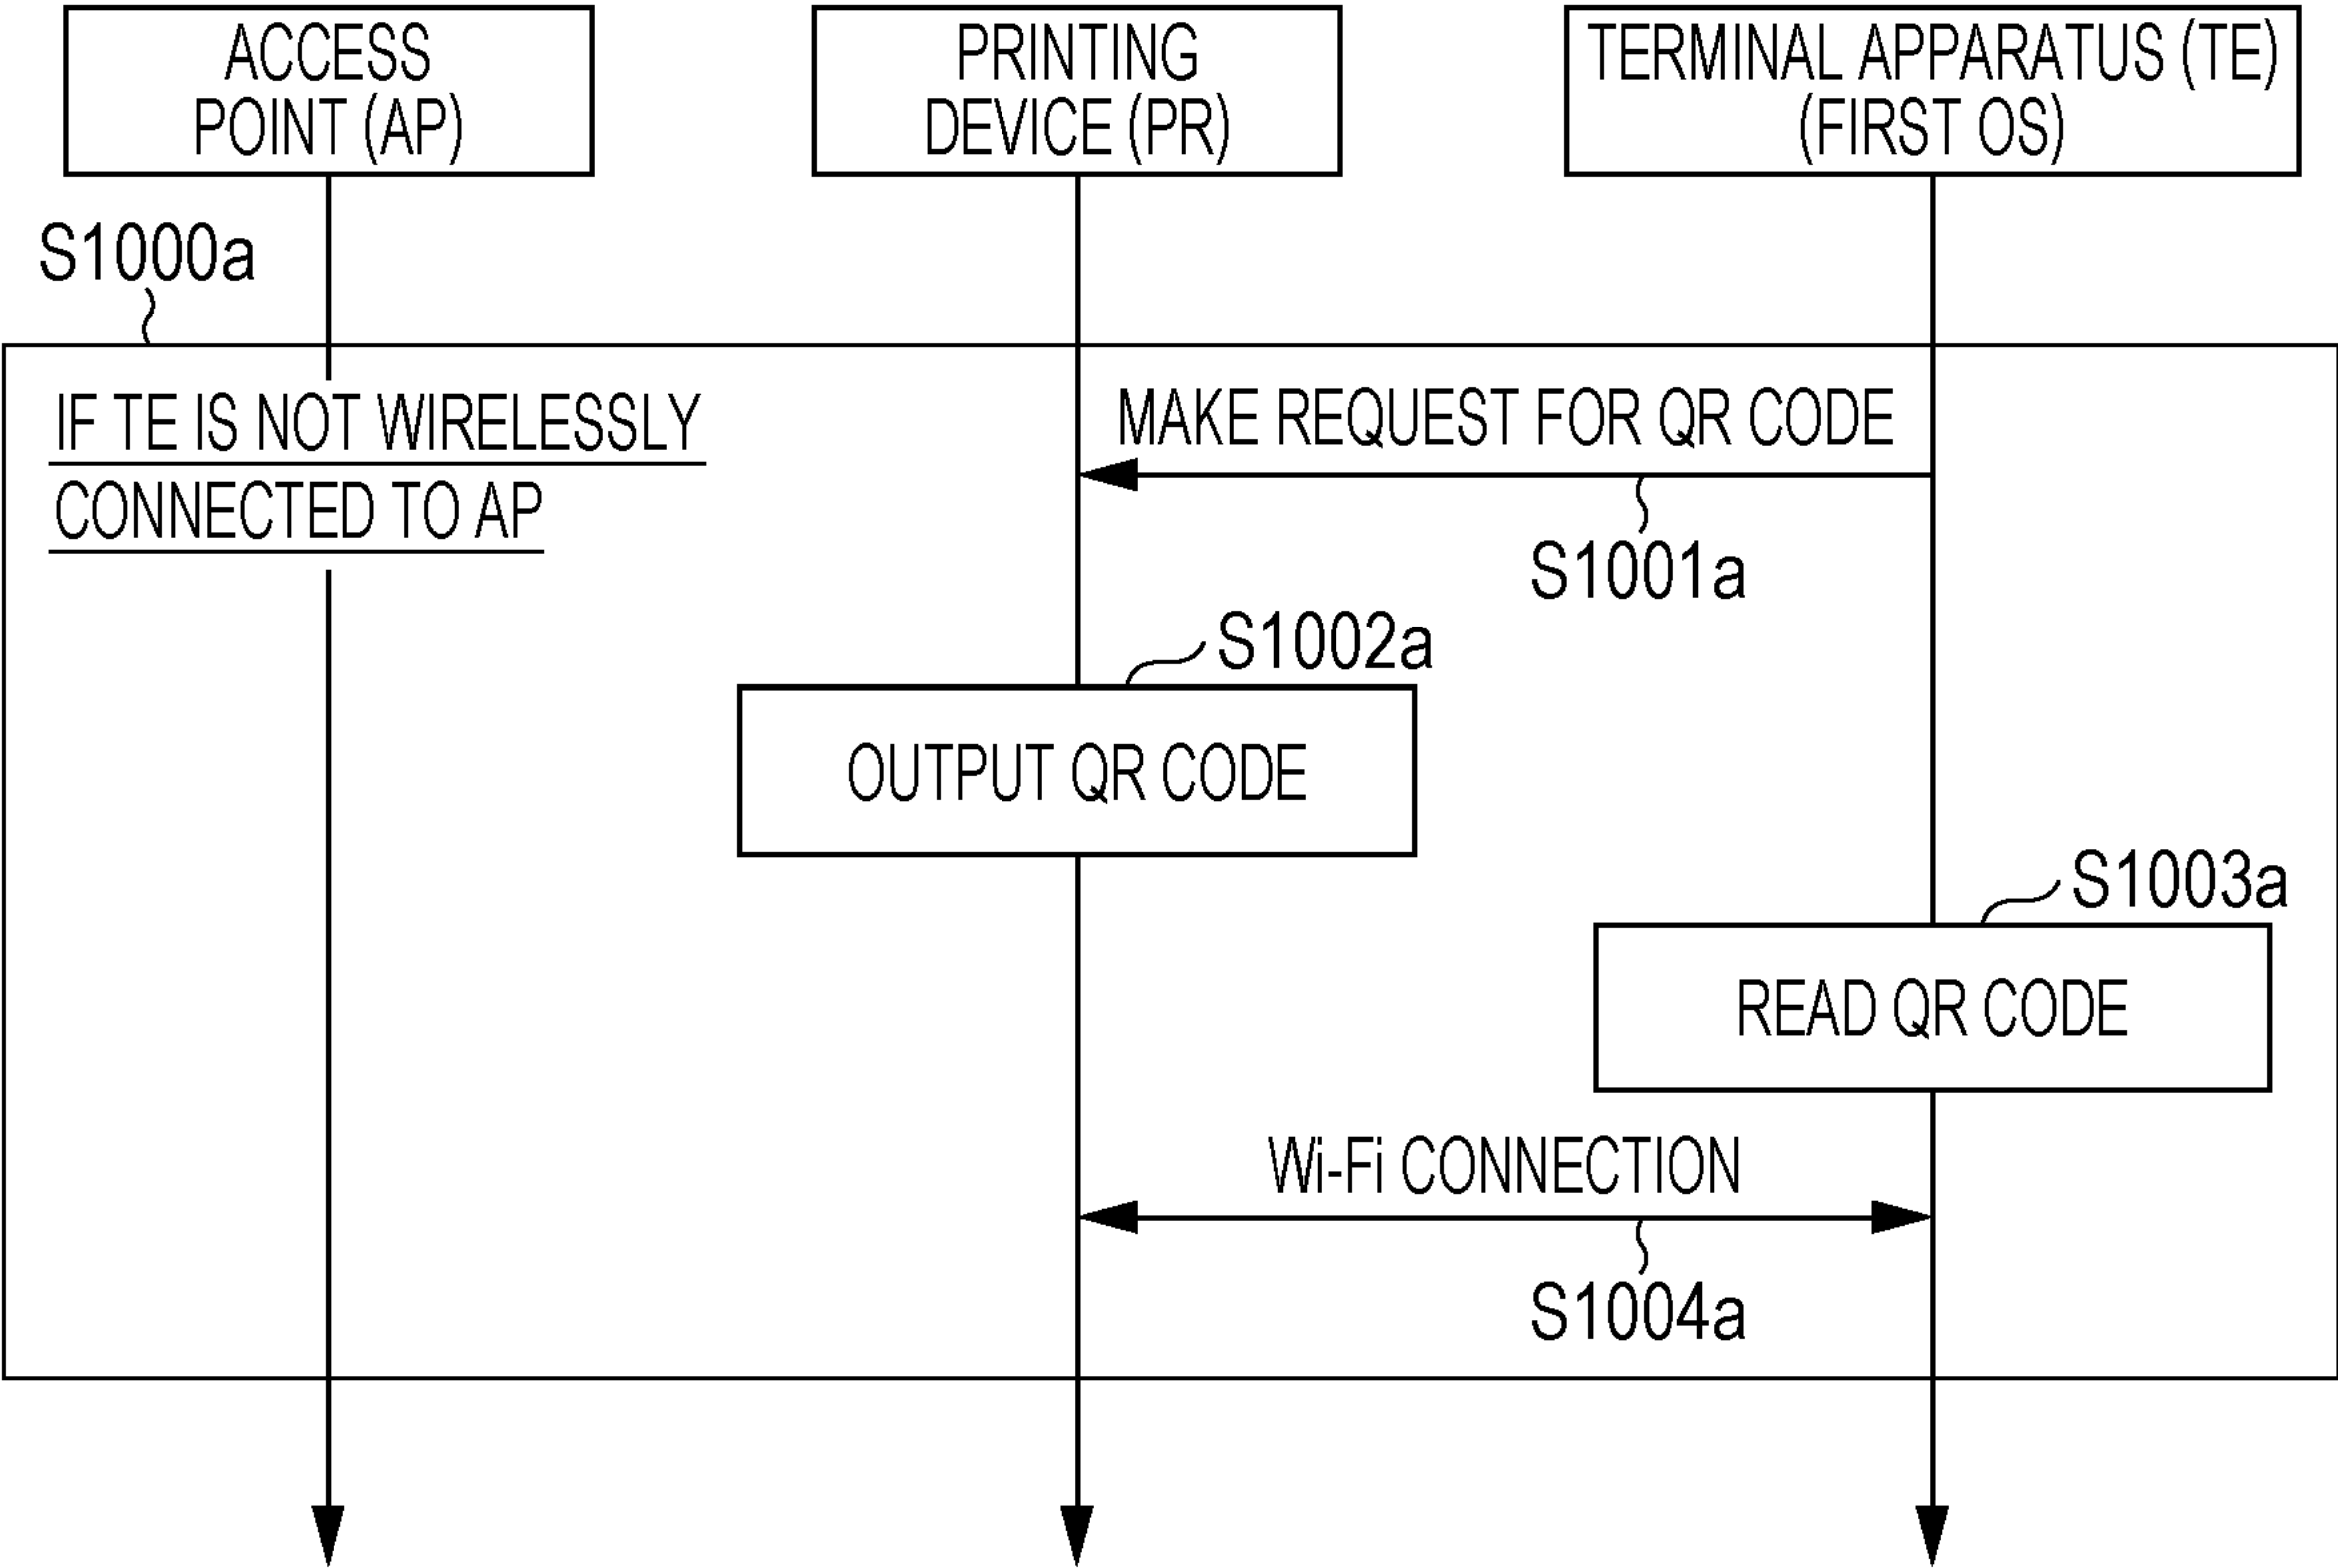 ACCESS
POINT (AP)
PRINTING
DEVICE (PR)
TERMINAL APPARATUS (TE)
(FIRST OS)
S1000a
IF TE IS NOT WIRELESSLY
CONNECTED TO AP
MAKE REQUEST FOR QR CODE
S1001a
S1002a
OUTPUT QR CODE
S1003a
READ QR CODE
Wi-Fi CONNECTION
S1004a